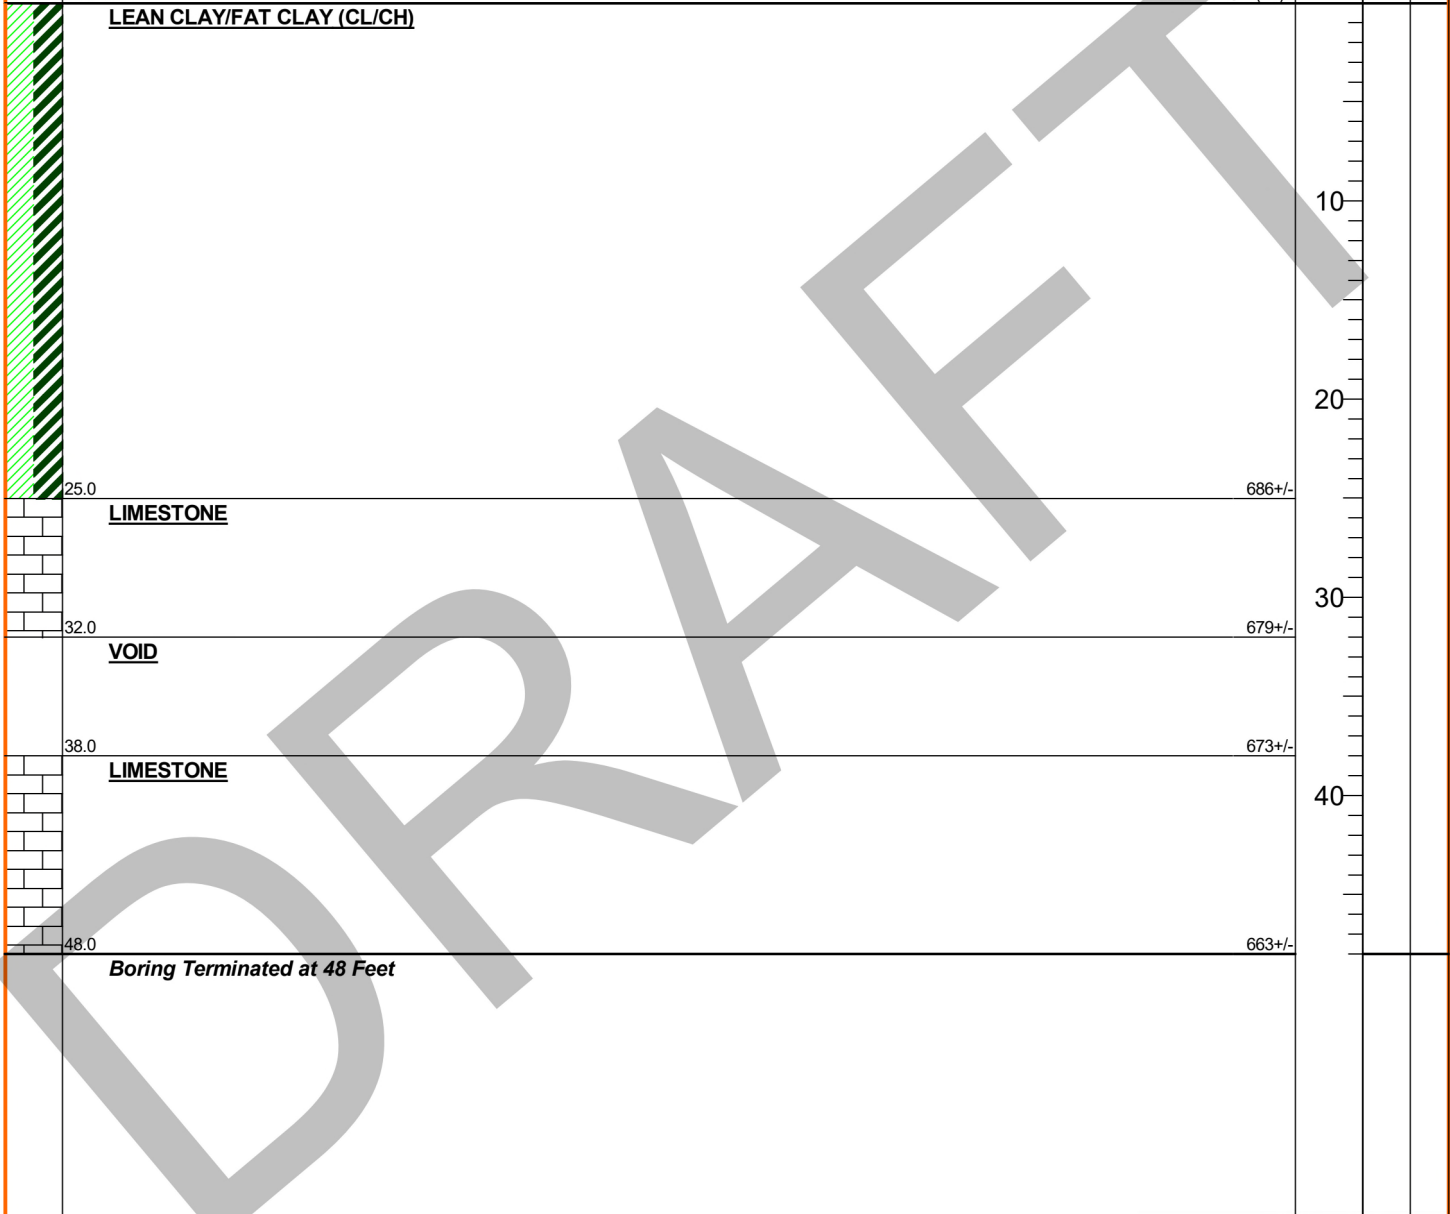 LEAN CLAY/FAT CLAY (CL/CH)
10
20
25.0 686+/-
LIMESTONE
30
32.0 679+/-
VOID
38.0 673+/-
LIMESTONE
40
48.0 663+/-
Boring Terminated at 48 Feet
DRAFT